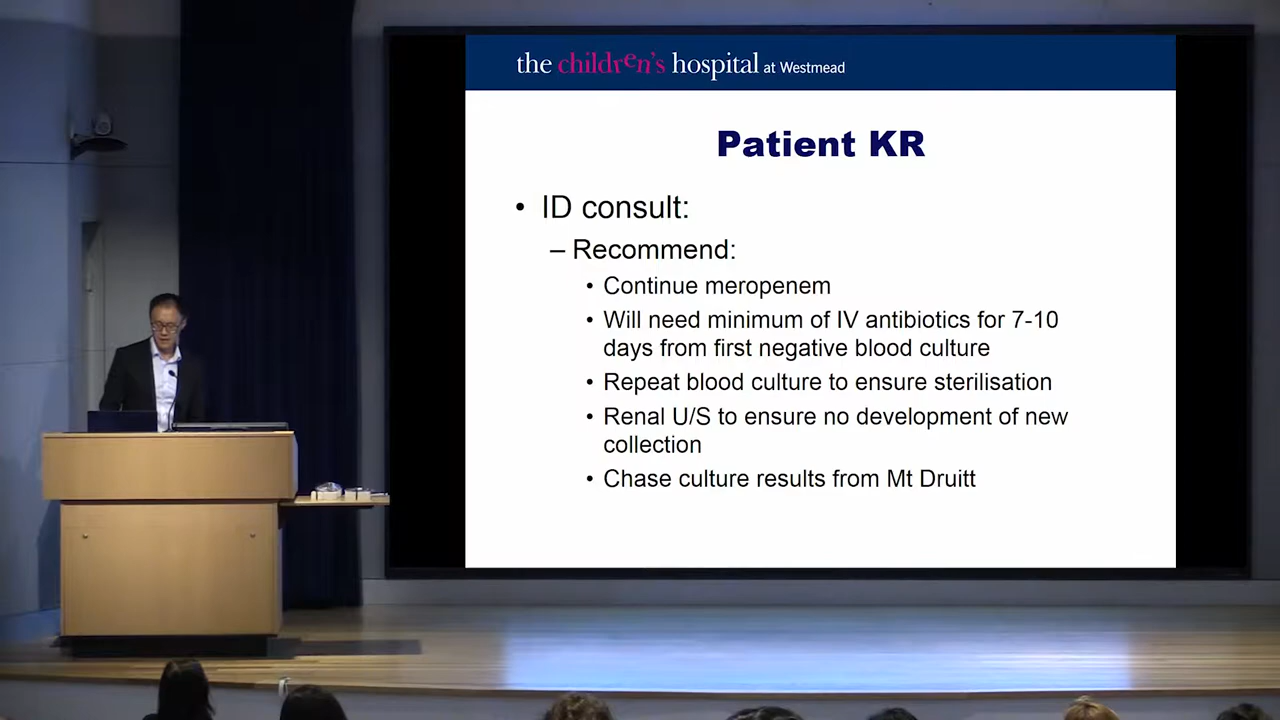 the children's hospital at Westmead
Patient KR
• ID consult:
– Recommend:
• Continue meropenem
• Will need minimum of IV antibiotics for 7-10
days from first negative blood culture
• Repeat blood culture to ensure sterilisation
• Renal U/S to ensure no development of new
collection
• Chase culture results from Mt Druitt